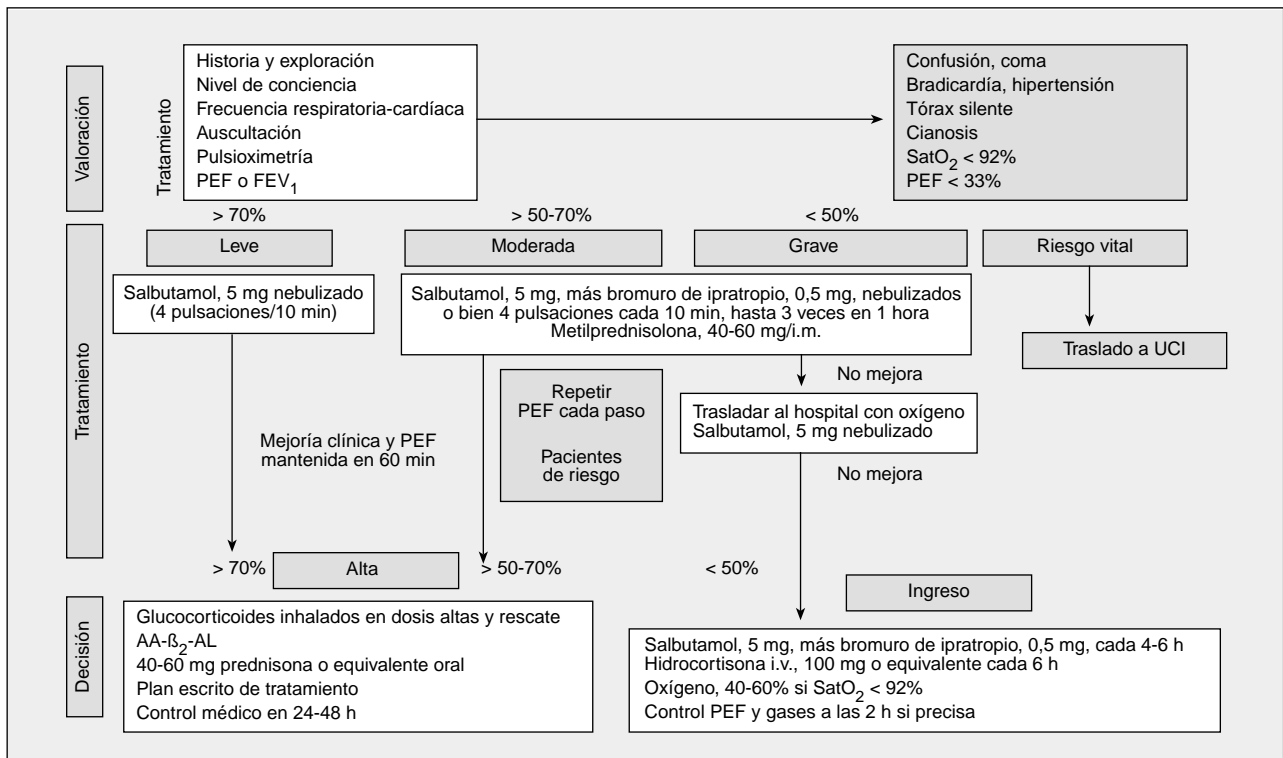 Valoración
Tratamiento
Historia y exploración
Nivel de conciencia
Frecuencia respiratoria-cardíaca
Auscultación
Pulsioximetría
PEF o FEV1
Confusión, coma
Bradicardía, hipertensión
Tórax silente
Cianosis
SatO2 < 92%
PEF < 33%
> 70%
> 50-70%
< 50%
Tratamiento
Leve
Moderada
Grave
Riesgo vital
Salbutamol, 5 mg nebulizado
(4 pulsaciones/10 min)
Salbutamol, 5 mg, más bromuro de ipratropio, 0,5 mg, nebulizados
o bien 4 pulsaciones cada 10 min, hasta 3 veces en 1 hora
Metilprednisolona, 40-60 mg/i.m.
Traslado a UCI
No mejora
Repetir
PEF cada paso
Pacientes
de riesgo
Trasladar al hospital con oxígeno
Salbutamol, 5 mg nebulizado
Mejoría clínica y PEF
mantenida en 60 min
No mejora
> 70%
Alta
> 50-70%
< 50%
Ingreso
Decisión
Glucocorticoides inhalados en dosis altas y rescate
AA-ß2-AL
40-60 mg prednisona o equivalente oral
Plan escrito de tratamiento
Control médico en 24-48 h
Salbutamol, 5 mg, más bromuro de ipratropio, 0,5 mg, cada 4-6 h
Hidrocortisona i.v., 100 mg o equivalente cada 6 h
Oxígeno, 40-60% si SatO2 < 92%
Control PEF y gases a las 2 h si precisa